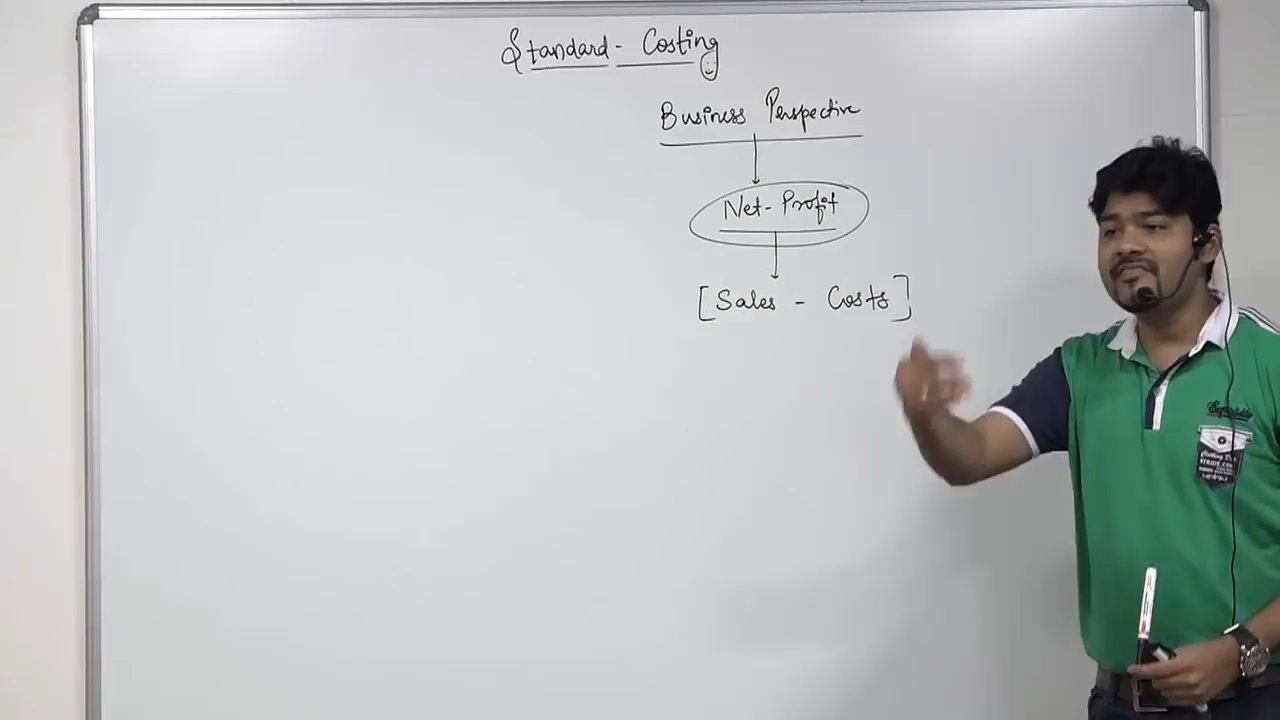 Standard - Costing
Business Perspective
Net - Profit
[Sales - Costs]